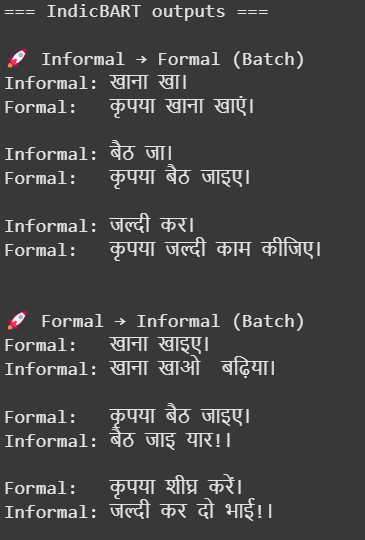 === IndicBART outputs ===
🚀 Informal → Formal (Batch)
Informal: खाना खा।
Formal:   कृपया खाना खाएं।
Informal: बैठ जा।
Formal:   कृपया बैठ जाइए।
Informal: जल्दी कर।
Formal:   कृपया जल्दी काम कीजिए।
🚀 Formal → Informal (Batch)
Formal:   खाना खाइए।
Informal: खाना खाओ  बढ़िया।
Formal:   कृपया बैठ जाइए।
Informal: बैठ जाइ यार!।
Formal:   कृपया शीघ्र करें।
Informal: जल्दी कर दो भाई!।